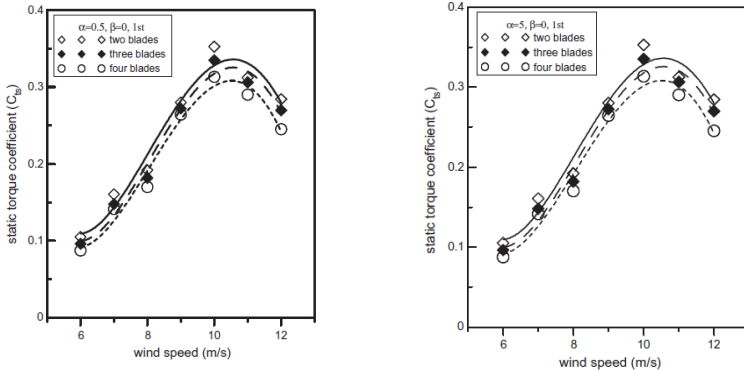 α=0.5, β=0, 1st
two blades
three blades
four blades
0.4
0.3
0.2
0.1
0
static torque coefficient (Cts)
6 8 10 12
wind speed (m/s)
α=5, β=0, 1st
two blades
three blades
four blades
0.4
0.3
0.2
0.1
0
static torque coefficient (Cts)
6 8 10 12
wind speed (m/s)